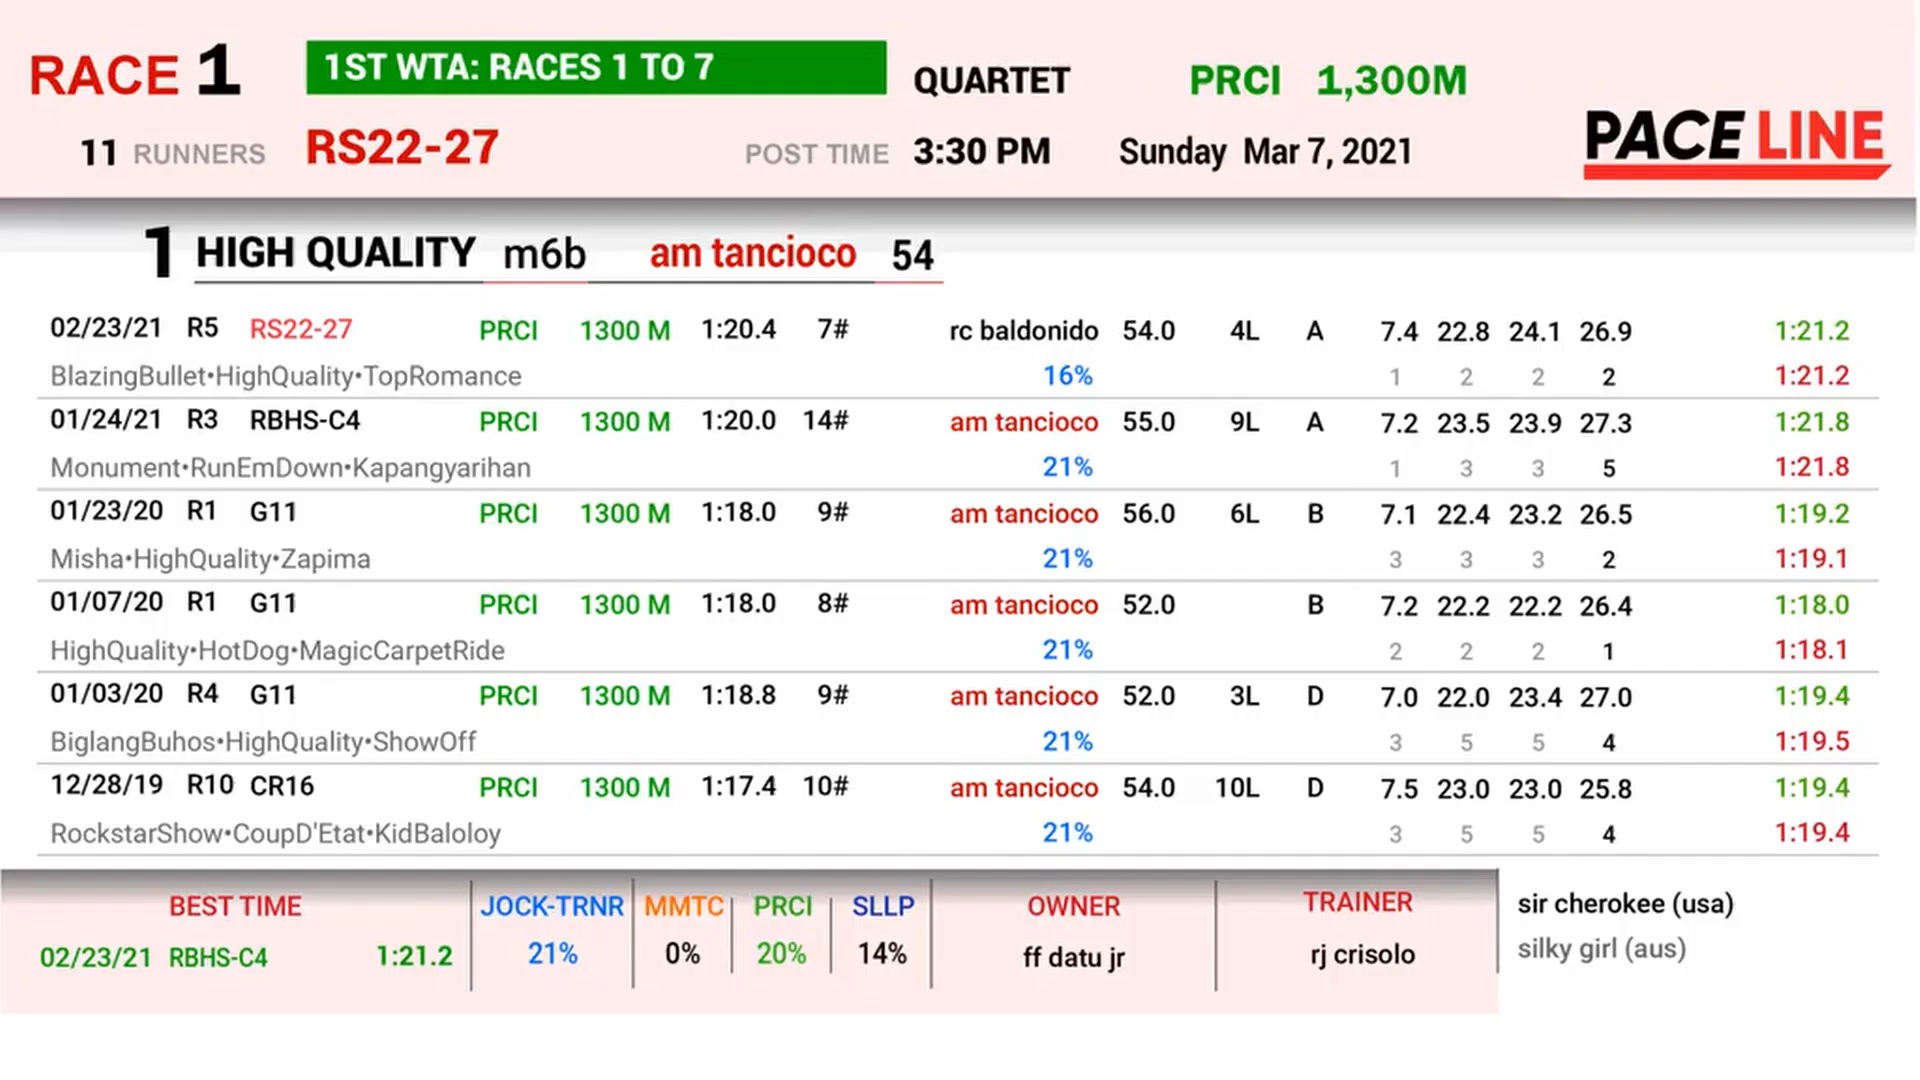 RACE 1 1ST WTA: RACES 1 TO 7 QUARTET PRCI 1,300M
11 RUNNERS RS22-27 POST TIME 3:30 PM Sunday Mar 7, 2021 PACE LINE
1 HIGH QUALITY m6b am tancioco 54
02/23/21 R5 RS22-27 PRCI 1300 M 1:20.4 7# rc baldonido 54.0 4L A 7.4 22.8 24.1 26.9 1:21.2
BlazingBullet•HighQuality•TopRomance 16% 1 2 2 2 1:21.2
01/24/21 R3 RBHS-C4 PRCI 1300 M 1:20.0 14# am tancioco 55.0 9L A 7.2 23.5 23.9 27.3 1:21.8
Monument•RunEmDown•Kapangyarihan 21% 1 3 3 5 1:21.8
01/23/20 R1 G11 PRCI 1300 M 1:18.0 9# am tancioco 56.0 6L B 7.1 22.4 23.2 26.5 1:19.2
Misha•HighQuality•Zapima 21% 3 3 3 2 1:19.1
01/07/20 R1 G11 PRCI 1300 M 1:18.0 8# am tancioco 52.0 B 7.2 22.2 22.2 26.4 1:18.0
HighQuality•HotDog•MagicCarpetRide 21% 2 2 2 1 1:18.1
01/03/20 R4 G11 PRCI 1300 M 1:18.8 9# am tancioco 52.0 3L D 7.0 22.0 23.4 27.0 1:19.4
BiglangBuhos•HighQuality•ShowOff 21% 3 5 5 4 1:19.5
12/28/19 R10 CR16 PRCI 1300 M 1:17.4 10# am tancioco 54.0 10L D 7.5 23.0 23.0 25.8 1:19.4
RockstarShow•CoupD'Etat•KidBaloloy 21% 3 5 5 4 1:19.4
BEST TIME JOCK-TRNR MMTC PRCI SLLP OWNER TRAINER sir cherokee (usa)
02/23/21 RBHS-C4 1:21.2 21% 0% 20% 14% ff datu jr rj crisolo silky girl (aus)